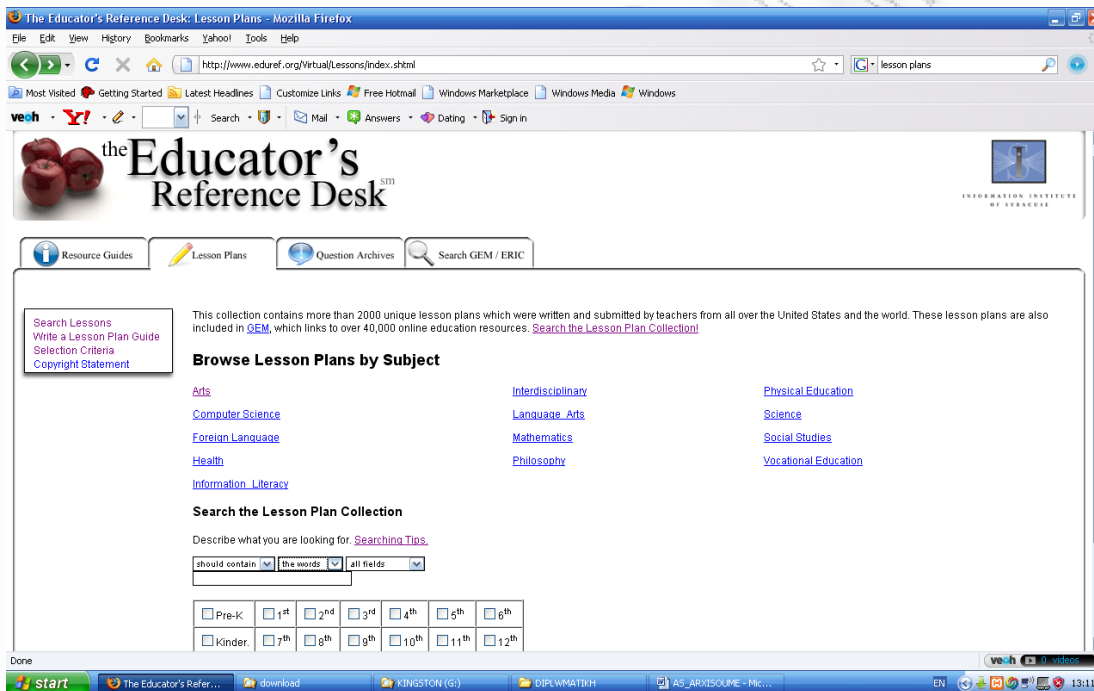 The Educator's Reference Desk: Lesson Plans - Mozilla Firefox
File Edit View History Bookmarks Yahoo! Tools Help
http://www.eduref.org/Virtual/Lessons/index.shtml
lesson plans
Most Visited Getting Started Latest Headlines Customize Links Free Hotmail Windows Marketplace Windows Media Windows
veoh Y! Search Mail Answers Dating Sign in
the Educator's
Reference Desk sm
INFORMATION INSTITUTE
OF SYRACUSE
Resource Guides Lesson Plans Question Archives Search GEM / ERIC
Search Lessons
Write a Lesson Plan Guide
Selection Criteria
Copyright Statement
This collection contains more than 2000 unique lesson plans which were written and submitted by teachers from all over the United States and the world. These lesson plans are also
included in GEM, which links to over 40,000 online education resources. Search the Lesson Plan Collection!
Browse Lesson Plans by Subject
Arts Interdisciplinary Physical Education
Computer Science Language Arts Science
Foreign Language Mathematics Social Studies
Health Philosophy Vocational Education
Information Literacy
Search the Lesson Plan Collection
Describe what you are looking for. Searching Tips.
should contain the words all fields
Pre-K 1st 2nd 3rd 4th 5th 6th
Kinder. 7th 8th 9th 10th 11th 12th
Done
veoh 0 videos
start The Educator's Refer... download KINGSTON (G:) DIPLWMATIKH AS_ARXISOUME - Mic... EN 13:11